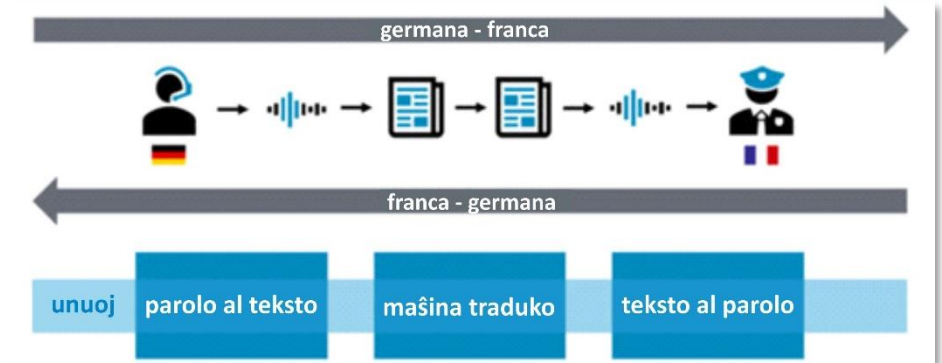 germana - franca
franca - germana
unuoj
parolo al teksto
maŝina traduko
teksto al parolo